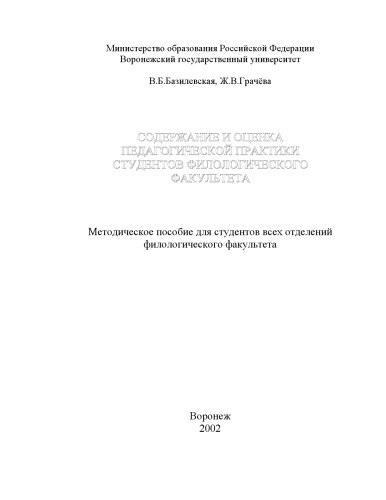 Министерство образования Российской Федерации
Воронежский государственный университет
В.Б.Базилевская, Ж.В.Грачёва
СОДЕРЖАНИЕ И ОЦЕНКА
ПЕДАГОГИЧЕСКОЙ ПРАКТИКИ
СТУДЕНТОВ ФИЛОЛОГИЧЕСКОГО
ФАКУЛЬТЕТА
Методическое пособие для студентов всех отделений
филологического факультета
Воронеж
2002